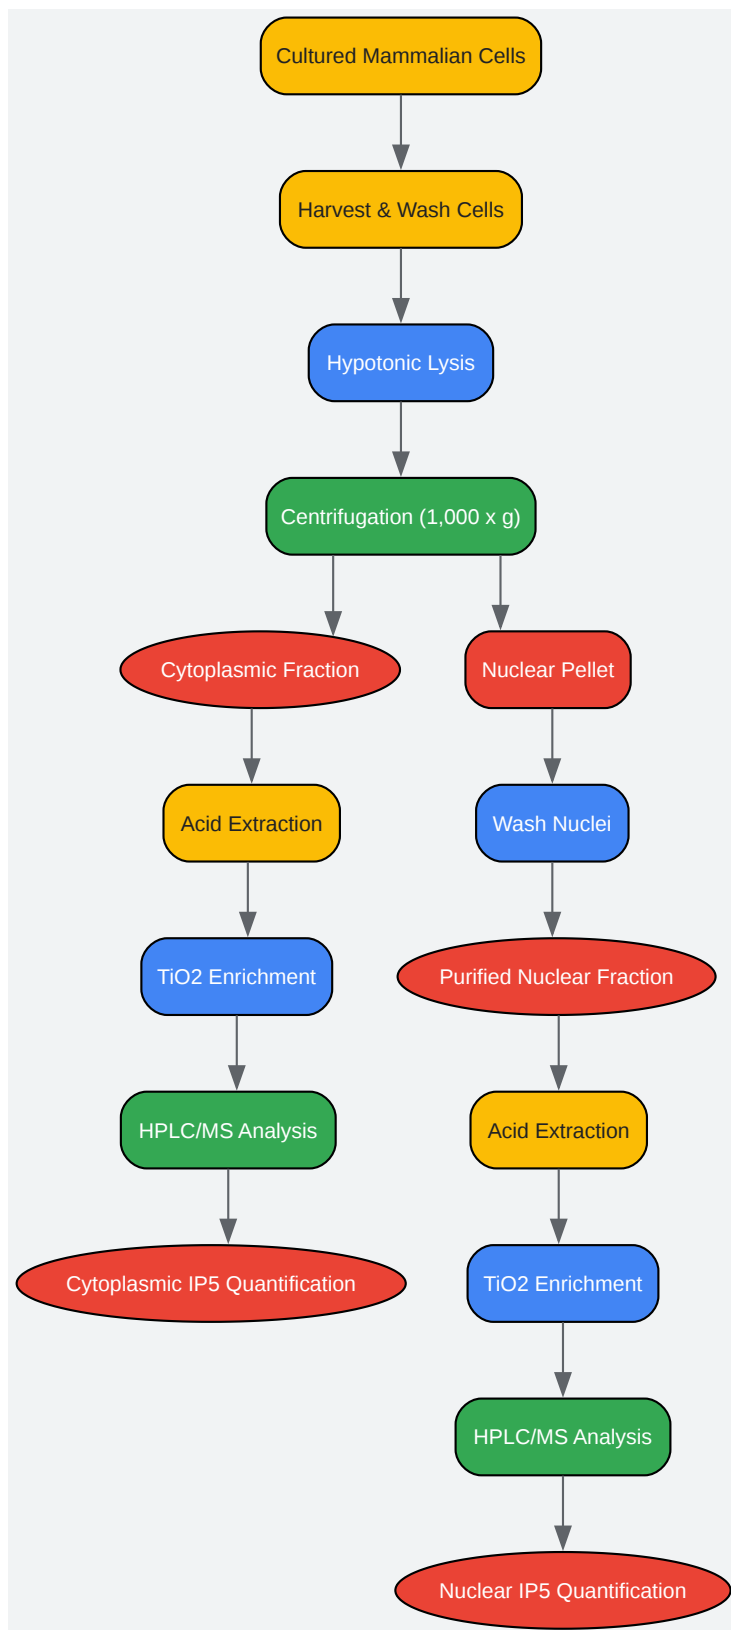 Cultured Mammalian Cells
Harvest & Wash Cells
Hypotonic Lysis
Centrifugation (1,000 x g)
Cytoplasmic Fraction
Nuclear Pellet
Acid Extraction
Wash Nuclei
TiO2 Enrichment
Purified Nuclear Fraction
HPLC/MS Analysis
Acid Extraction
Cytoplasmic IP5 Quantification
TiO2 Enrichment
HPLC/MS Analysis
Nuclear IP5 Quantification